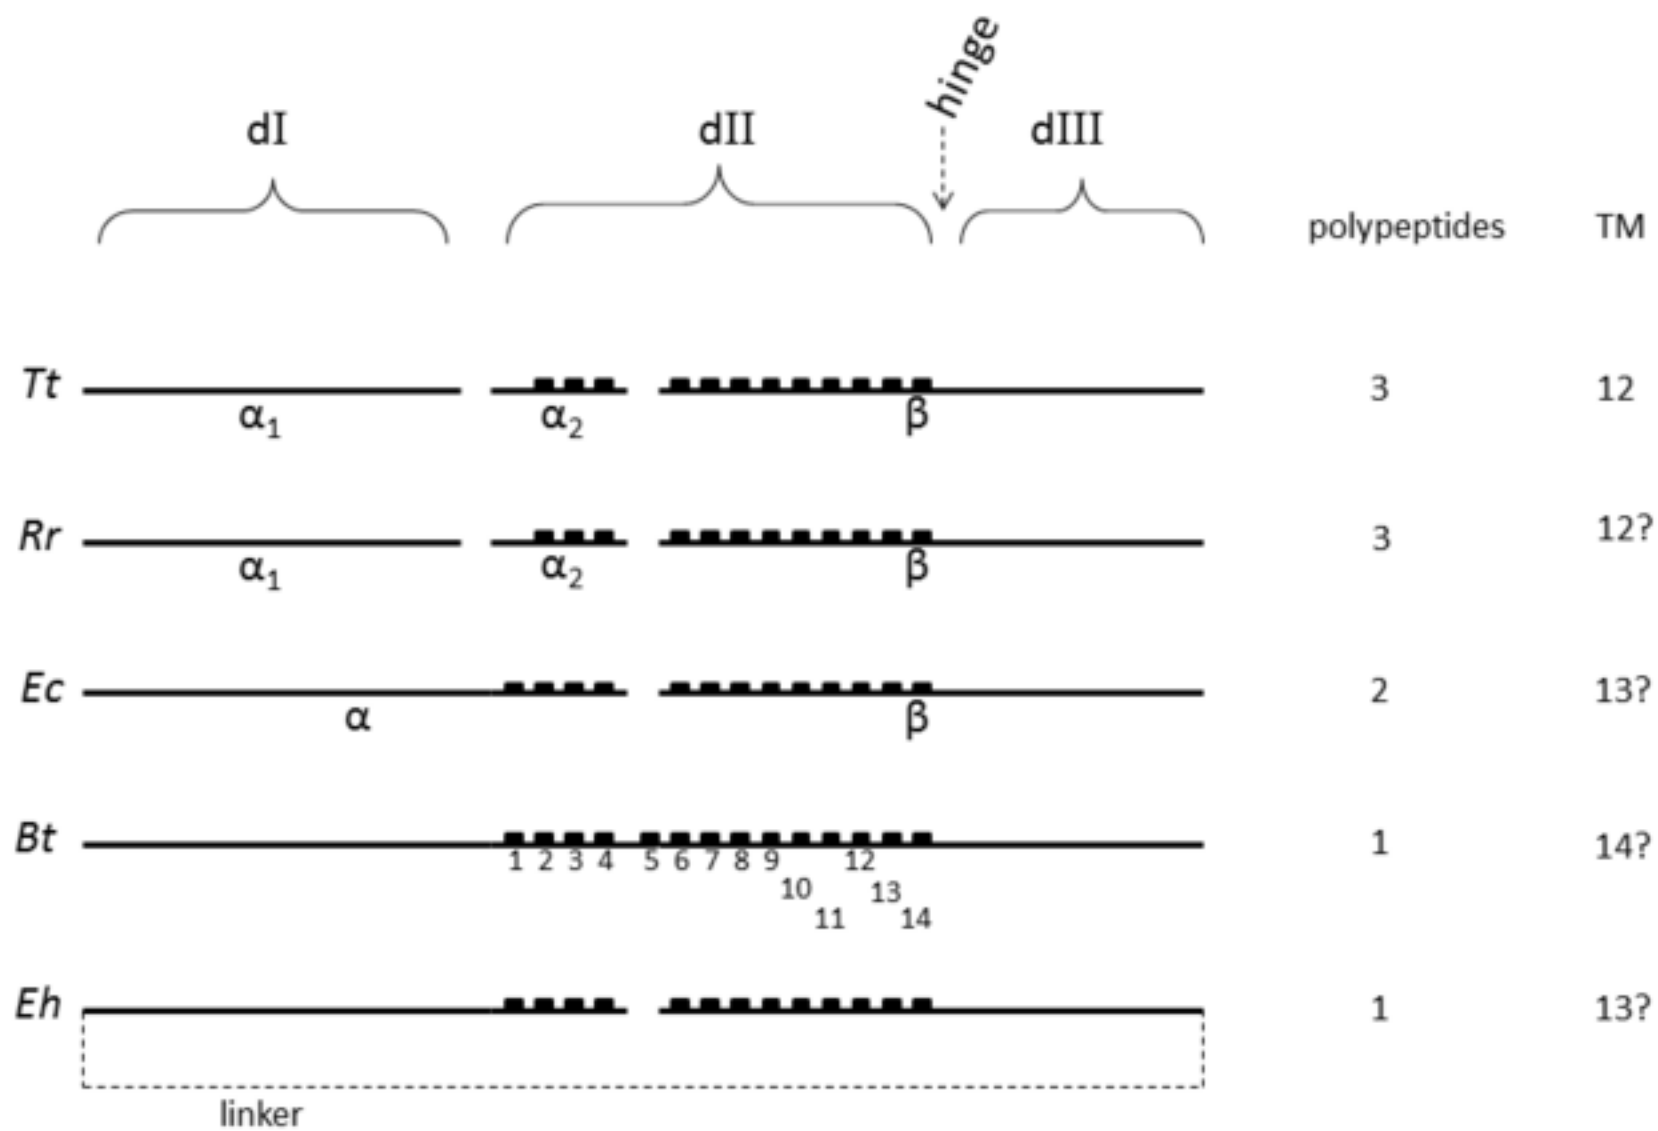 hinge
dI dII dIII
polypeptides TM
Tt 3 12
α1 α2 β
Rr 3 12?
α1 α2 β
Ec 2 13?
α β
Bt 1 14?
1 2 3 4 5 6 7 8 9 12
10 13
11 14
Eh 1 13?
linker